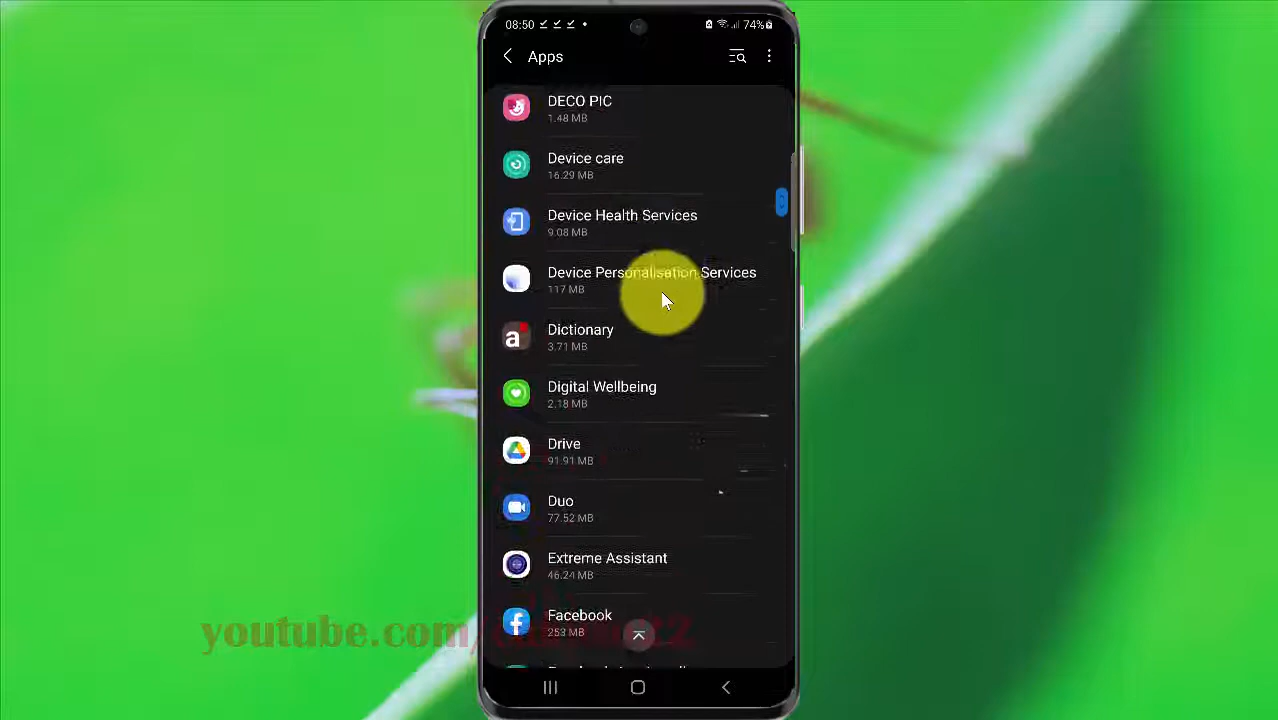 08:50
74%
Apps
DECO PIC
1.48 MB
Device care
16.29 MB
Device Health Services
9.08 MB
Device Personalisation Services
117 MB
a
Dictionary
3.71 MB
Digital Wellbeing
2.18 MB
Drive
91.91 MB
Duo
77.52 MB
Extreme Assistant
46.24 MB
Facebook
253 MB
youtube.com/